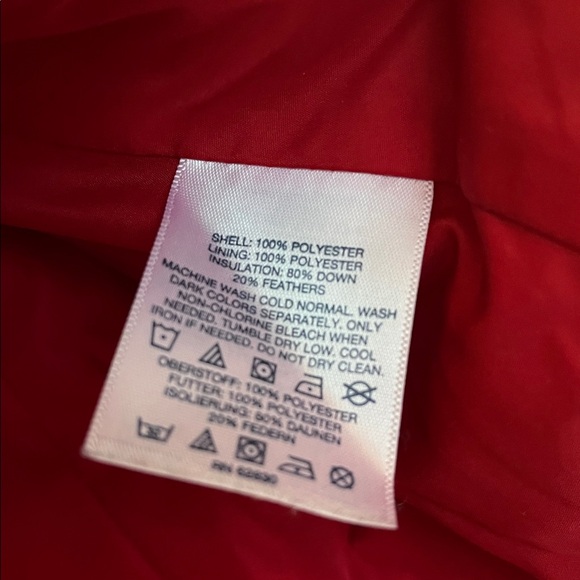 SHELL: 100% POLYESTER
LINING: 100% POLYESTER
INSULATION: 80% DOWN
20% FEATHERS
MACHINE WASH COLD NORMAL. WASH
DARK COLORS SEPARATELY. ONLY
NON-CHLORINE BLEACH WHEN
NEEDED. TUMBLE DRY LOW. COOL
IRON IF NEEDED. DO NOT DRY CLEAN.
OBERSTOFF: 100% POLYESTER
FUTTER: 100% POLYESTER
ISOLIERUNG: 80% DAUNEN
20% FEDERN
RN